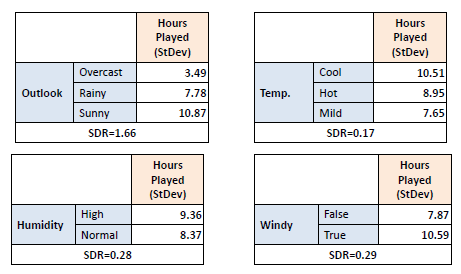 Hours
Played
(StDev)
Outlook
Overcast 3.49
Rainy 7.78
Sunny 10.87
SDR=1.66
Hours
Played
(StDev)
Temp.
Cool 10.51
Hot 8.95
Mild 7.65
SDR=0.17
Hours
Played
(StDev)
Humidity
High 9.36
Normal 8.37
SDR=0.28
Hours
Played
(StDev)
Windy
False 7.87
True 10.59
SDR=0.29